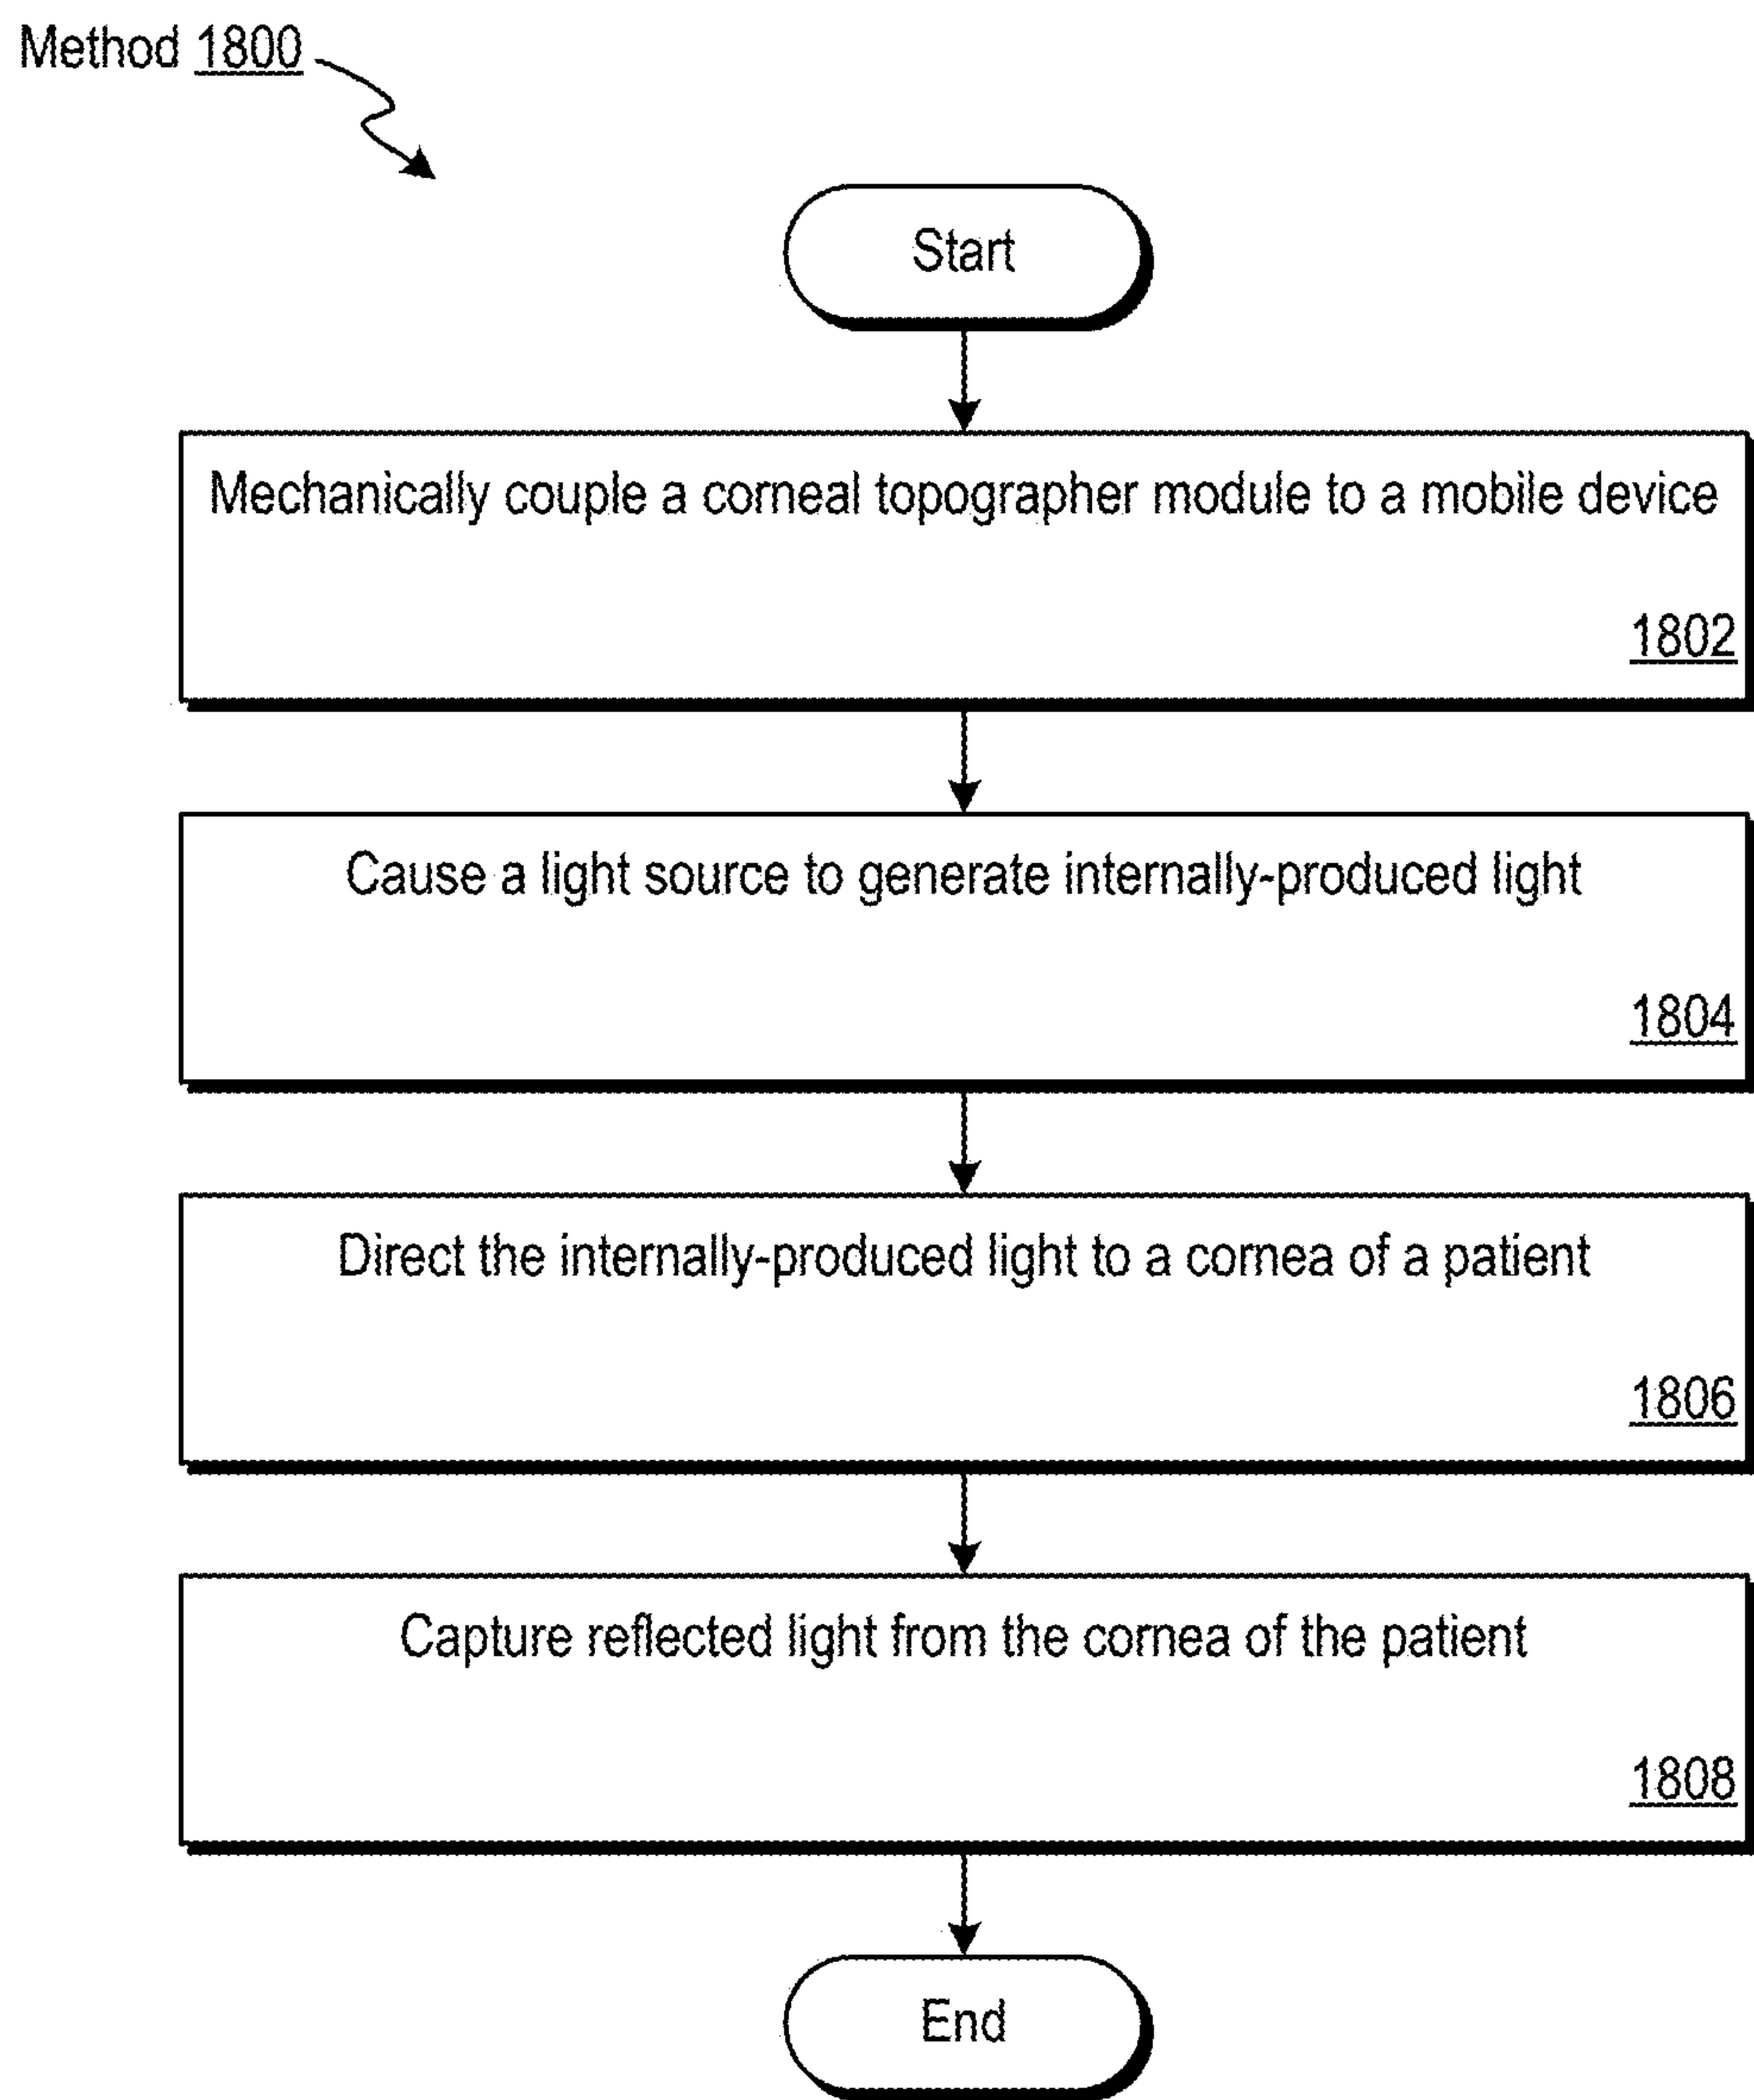 Method 1800
Start
Mechanically couple a corneal topographer module to a mobile device
1802
Cause a light source to generate internally-produced light
1804
Direct the internally-produced light to a cornea of a patient
1806
Capture reflected light from the cornea of the patient
1808
End